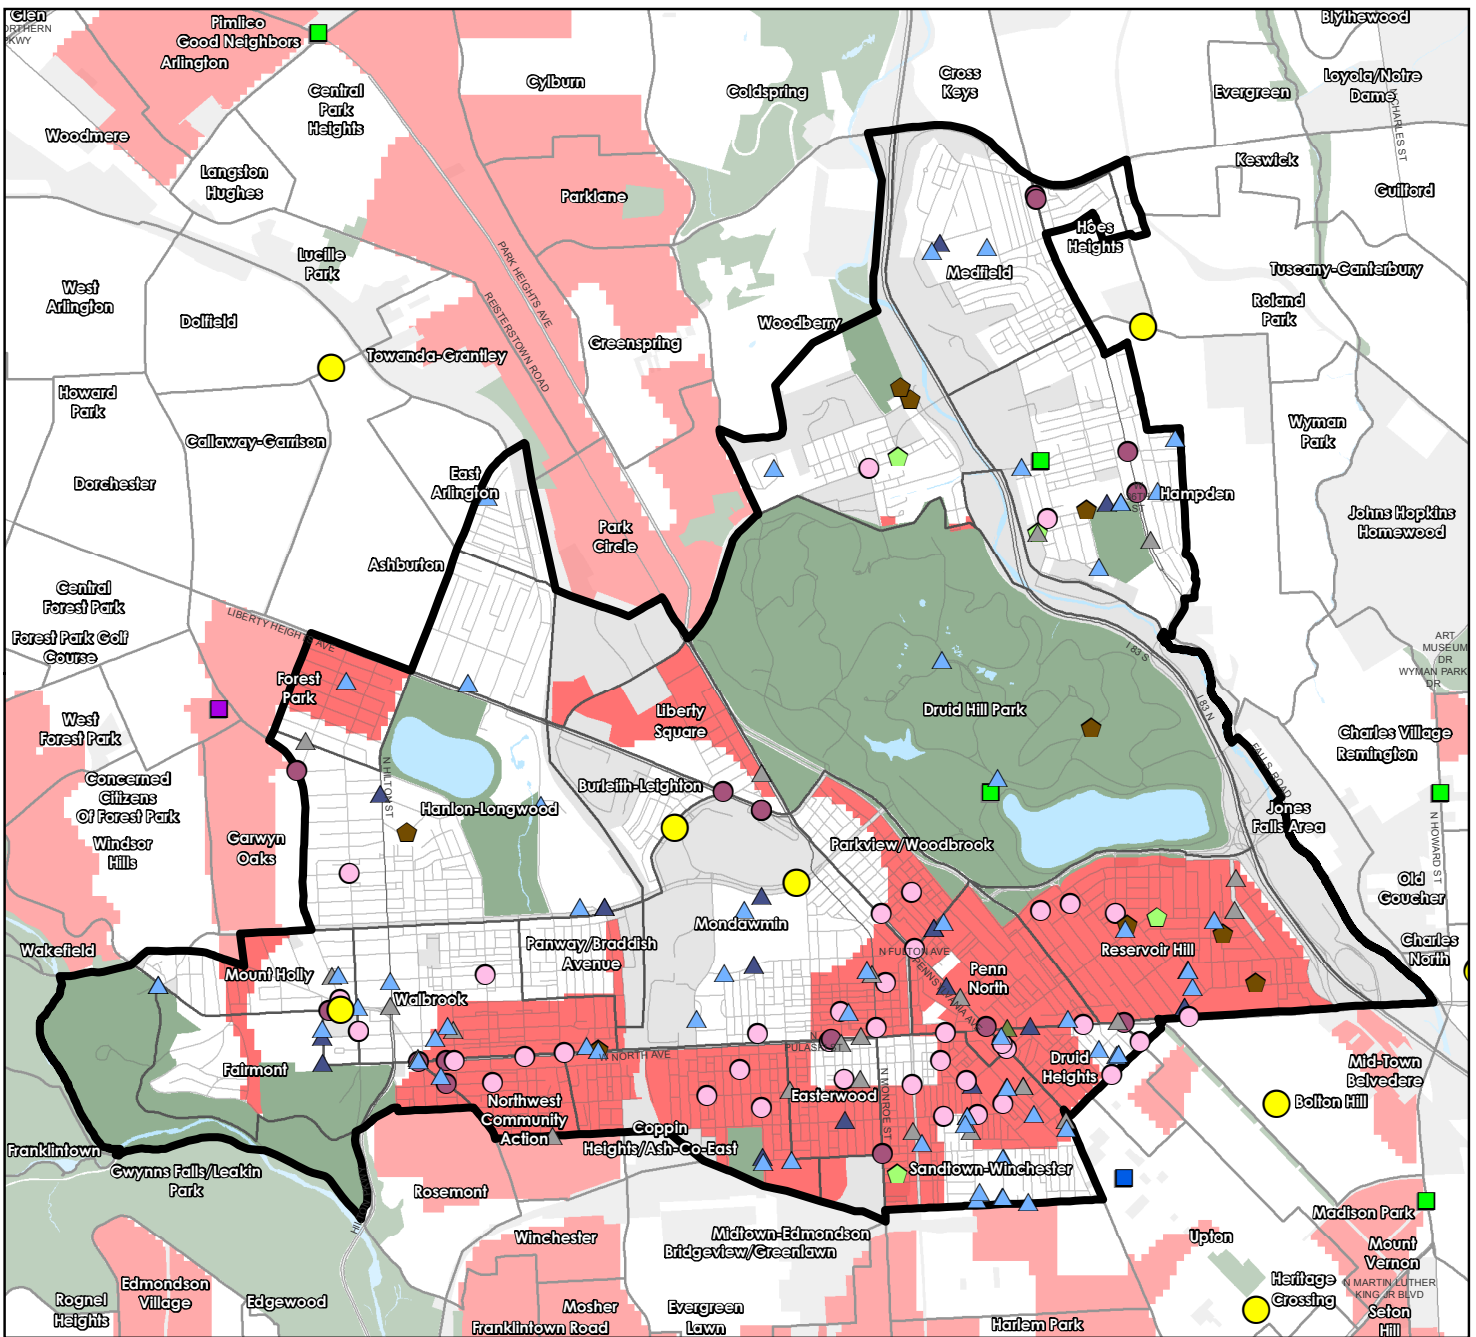 Glen
ORTHERN
PKWY
Pimlico
Good Neighbors
Arlington
Cylburn
Coldspring
Cross
Keys
Blythewood
Loyola/Notre
Dame
Evergreen
Central
Park
Heights
Woodmere
Langston
Hughes
Parklane
N CHARLES ST
Keswick
Guilford
Hoes
Heights
Medfield
Lucille
Park
PARK HEIGHTS AVE
REISTERSTOWN ROAD
West
Arlington
Dolfield
Tuscany-Canterbury
Roland
Park
Woodberry
Greenspring
Towanda-Grantley
Howard
Park
Callaway-Garrison
Wyman
Park
Dorchester
East
Arlington
Hampden
ST
Johns Hopkins
Homewood
Park
Circle
Ashburton
Central
Forest Park
LIBERTY HEIGHTS AVE
Forest Park Golf
Course
I 83 S
ART
MUSEUM
DR
WYMAN PARK
DR
Forest
Park
Liberty
Square
Druid Hill Park
I 83 N
West
Forest Park
Charles Village
Remington
FALLS ROAD
Concerned
Citizens
Of Forest Park
N HILTON ST
Burleith-Leighton
Hanlon-Longwood
Jones
Falls Area
Windsor
Hills
Garwyn
Oaks
Parkview/Woodbrook
N HOWARD ST
Old
Goucher
Mondawmin
Wakefield
Panway/Braddish
Avenue
N FULTON AVE
Reservoir Hill
Charles
North
Mount Holly
Walbrook
PENNSYLVANIA AVE
Penn
North
N
PULASKI ST
W NORTH AVE
Fairmont
Druid
Heights
Mid-Town
Belvedere
N MONROE ST
Easterwood
Bolton Hill
Northwest
Community
Action
Coppin
Heights/Ash-Co-East
Franklintown
Gwynns Falls/Leakin
Park
Sandtown-Winchester
Rosemont
Madison Park
Winchester
Midtown-Edmondson
Bridgeview/Greenlawn
Upton
Mount
Vernon
Edmondson
Village
Heritage
Crossing
N MARTIN LUTHER
KING JR BLVD
Rognel
Heights
Edgewood
Mosher
Franklintown Road
Evergreen
Lawn
Harlem Park
Seton
Hill